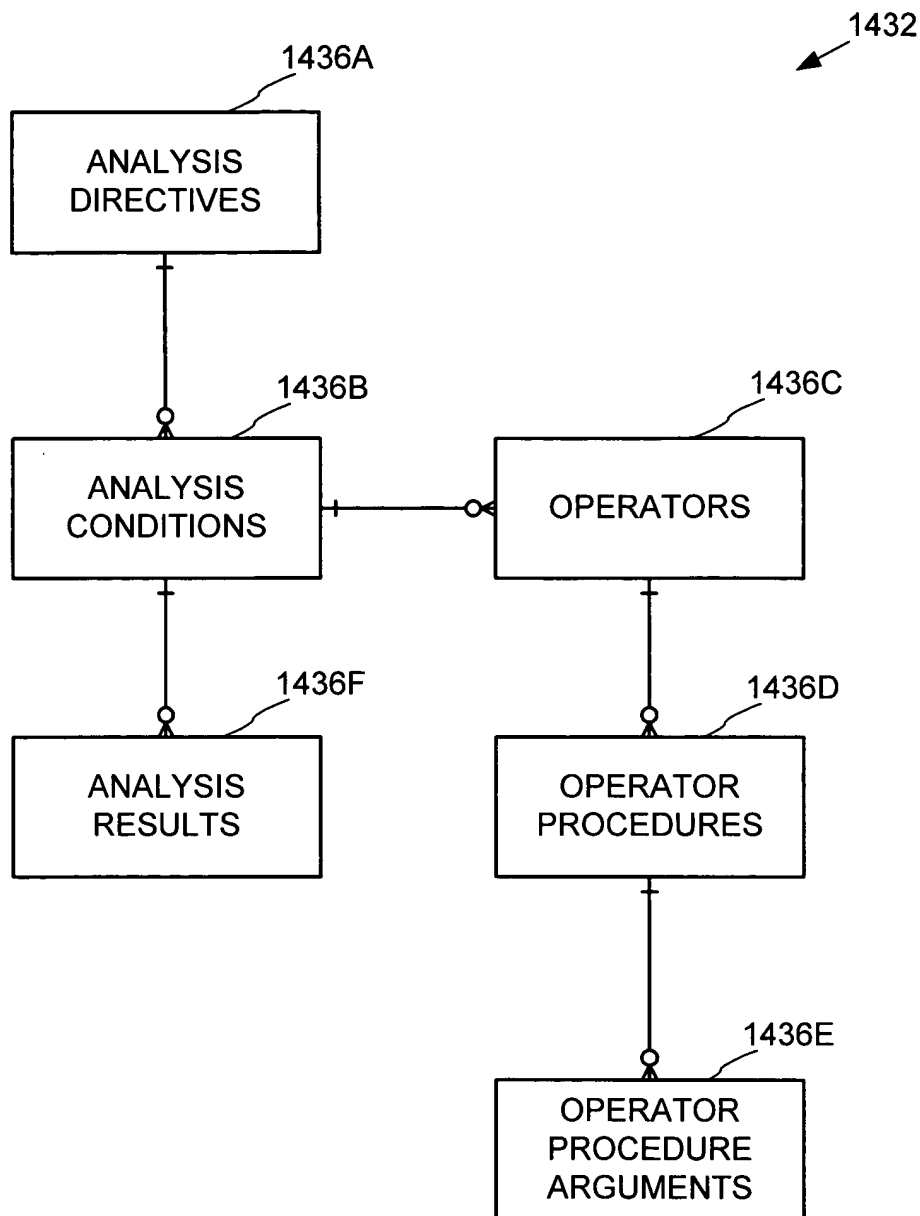 1432
1436A
ANALYSIS
DIRECTIVES
1436B
ANALYSIS
CONDITIONS
1436C
OPERATORS
1436F
ANALYSIS
RESULTS
1436D
OPERATOR
PROCEDURES
1436E
OPERATOR
PROCEDURE
ARGUMENTS